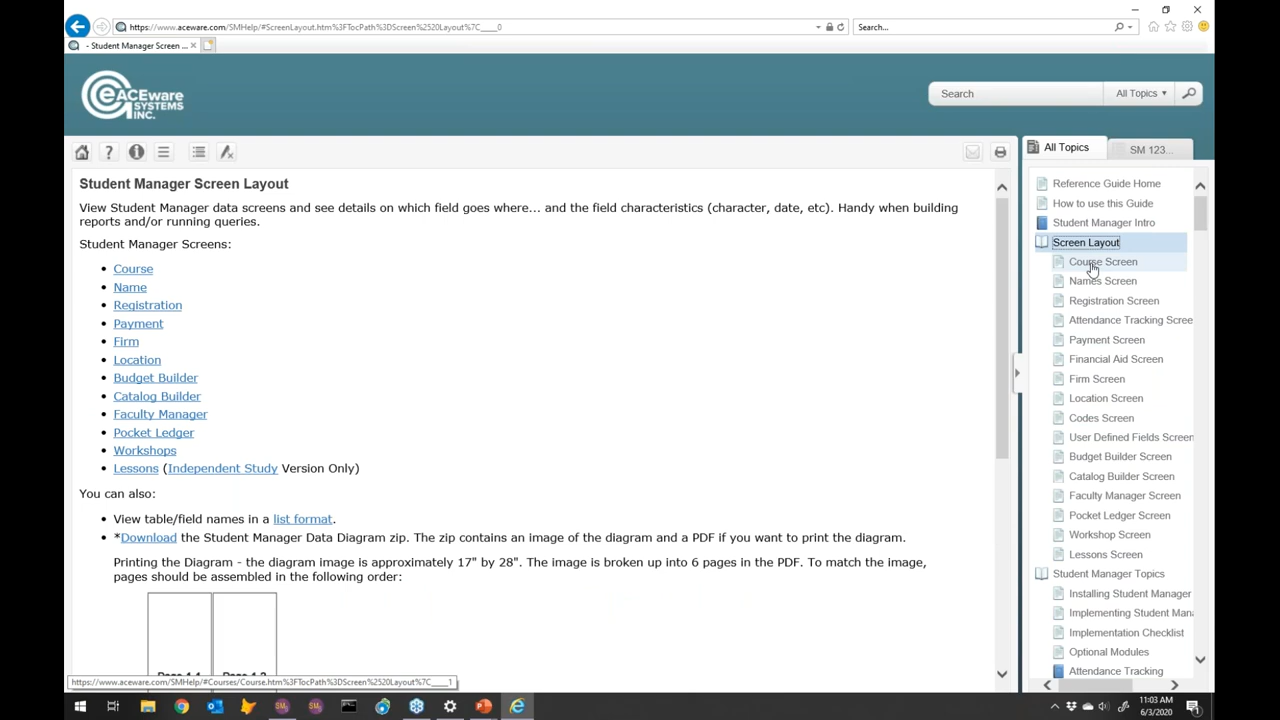 https://www.aceware.com/SMHelp/#ScreenLayout.htm%3FTocPath%3DScreen%2520Layout%7C____0
Search...
- Student Manager Screen ...
ACEware
SYSTEMS
INC.
Search
All Topics
All Topics
SM 123...
Student Manager Screen Layout
View Student Manager data screens and see details on which field goes where... and the field characteristics (character, date, etc). Handy when building
reports and/or running queries.
Student Manager Screens:
• Course
• Name
• Registration
• Payment
• Firm
• Location
• Budget Builder
• Catalog Builder
• Faculty Manager
• Pocket Ledger
• Workshops
• Lessons (Independent Study Version Only)
You can also:
• View table/field names in a list format.
• *Download the Student Manager Data Diagram zip. The zip contains an image of the diagram and a PDF if you want to print the diagram.
Printing the Diagram - the diagram image is approximately 17" by 28". The image is broken up into 6 pages in the PDF. To match the image,
pages should be assembled in the following order:
https://www.aceware.com/SMHelp/#Courses/Course.htm%3FTocPath%3DScreen%2520Layout%7C____1
Reference Guide Home
How to use this Guide
Student Manager Intro
Screen Layout
Course Screen
Names Screen
Registration Screen
Attendance Tracking Scree
Payment Screen
Financial Aid Screen
Firm Screen
Location Screen
Codes Screen
User Defined Fields Screen
Budget Builder Screen
Catalog Builder Screen
Faculty Manager Screen
Pocket Ledger Screen
Workshop Screen
Lessons Screen
Student Manager Topics
Installing Student Manager
Implementing Student Mana
Implementation Checklist
Optional Modules
Attendance Tracking
11:03 AM
6/3/2020